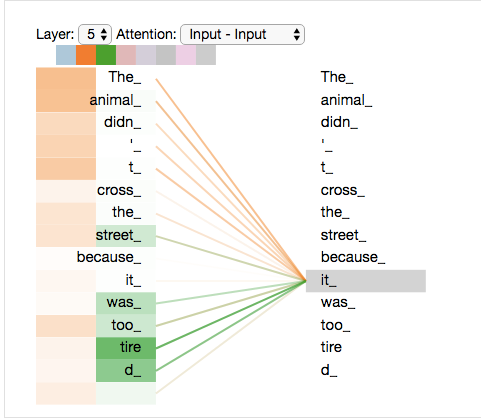 Layer: 5 Attention: Input - Input
The_ The_
animal_ animal_
didn_ didn_
'_ '_
t_ t_
cross_ cross_
the_ the_
street_ street_
because_ because_
it_ it_
was_ was_
too_ too_
tire tire
d_ d_